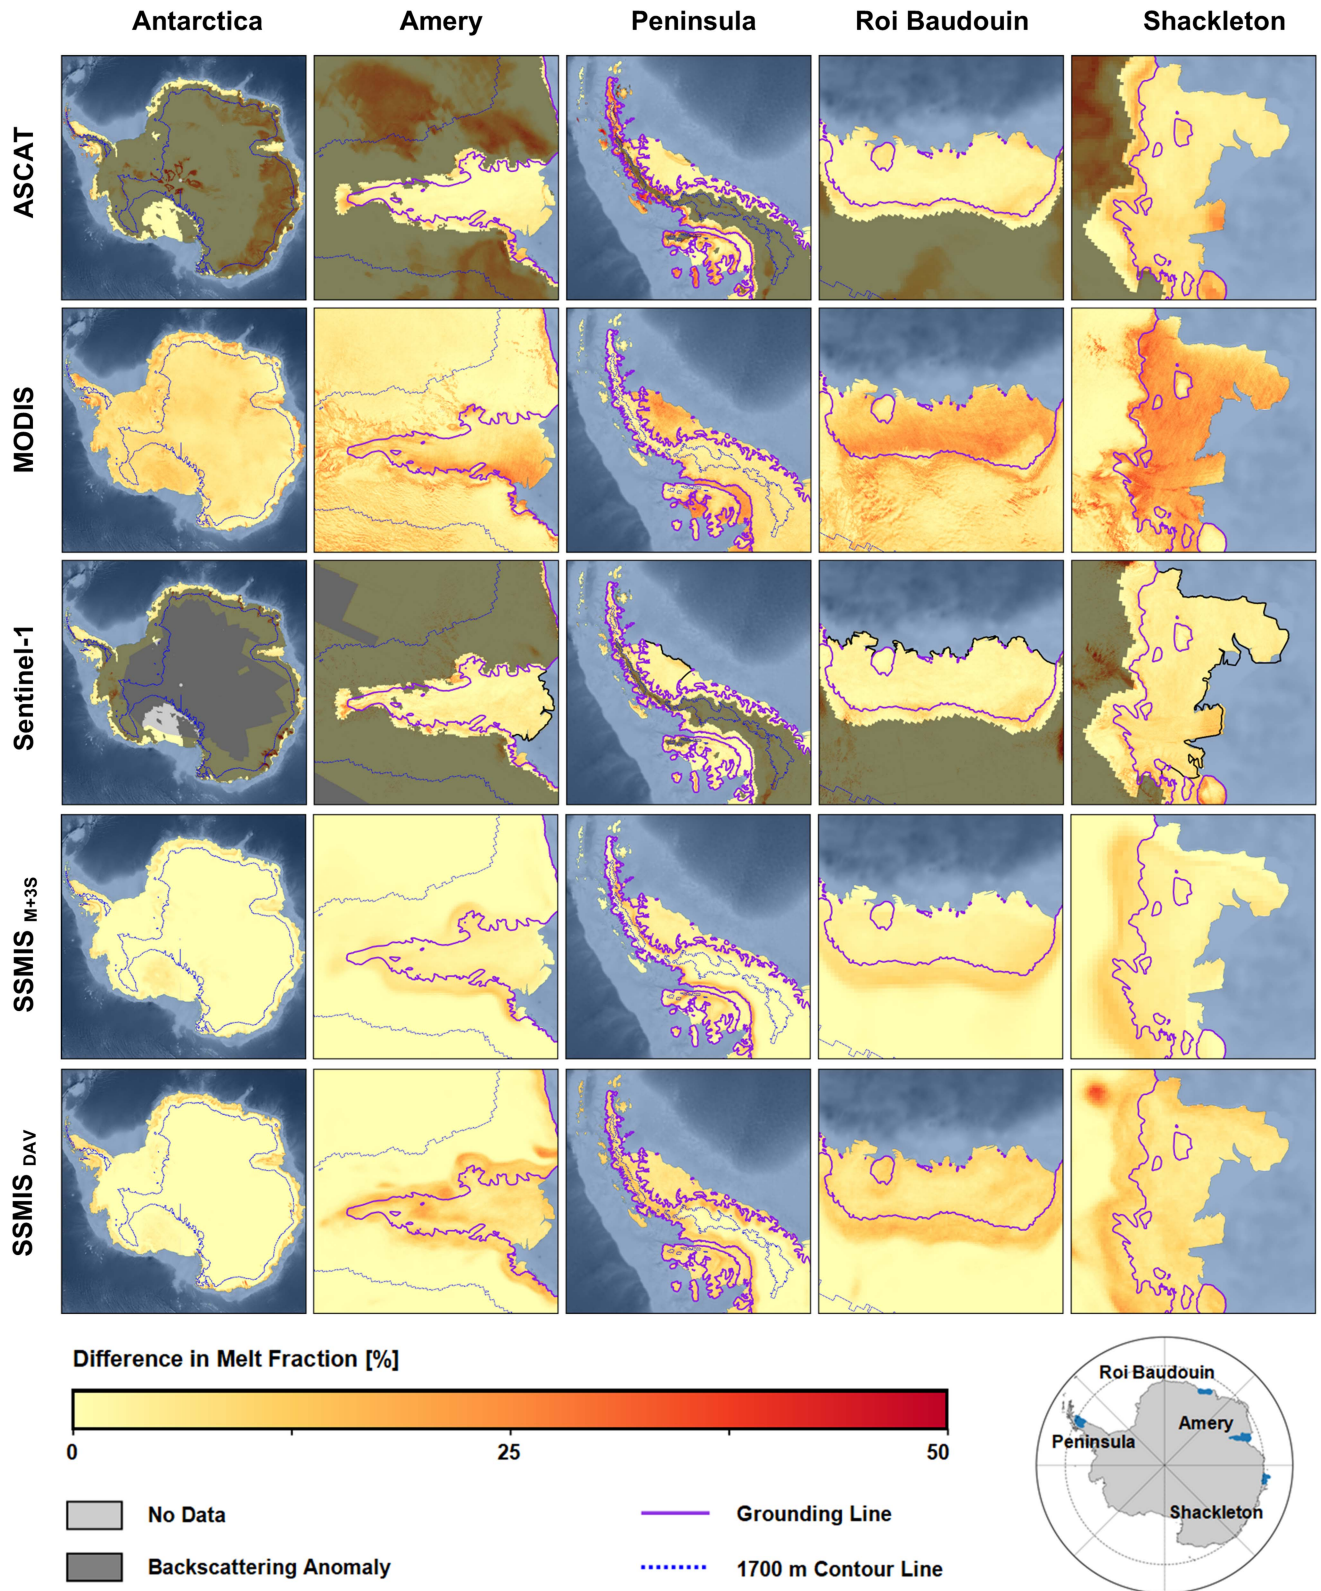 Antarctica Amery Peninsula Roi Baudouin Shackleton
ASCAT
MODIS
Sentinel-1
SSMIS M+3S
SSMIS DAV
Difference in Melt Fraction [%]
0 25 50
No Data
Backscattering Anomaly
Grounding Line
1700 m Contour Line
Roi Baudouin
Amery
Peninsula
Shackleton